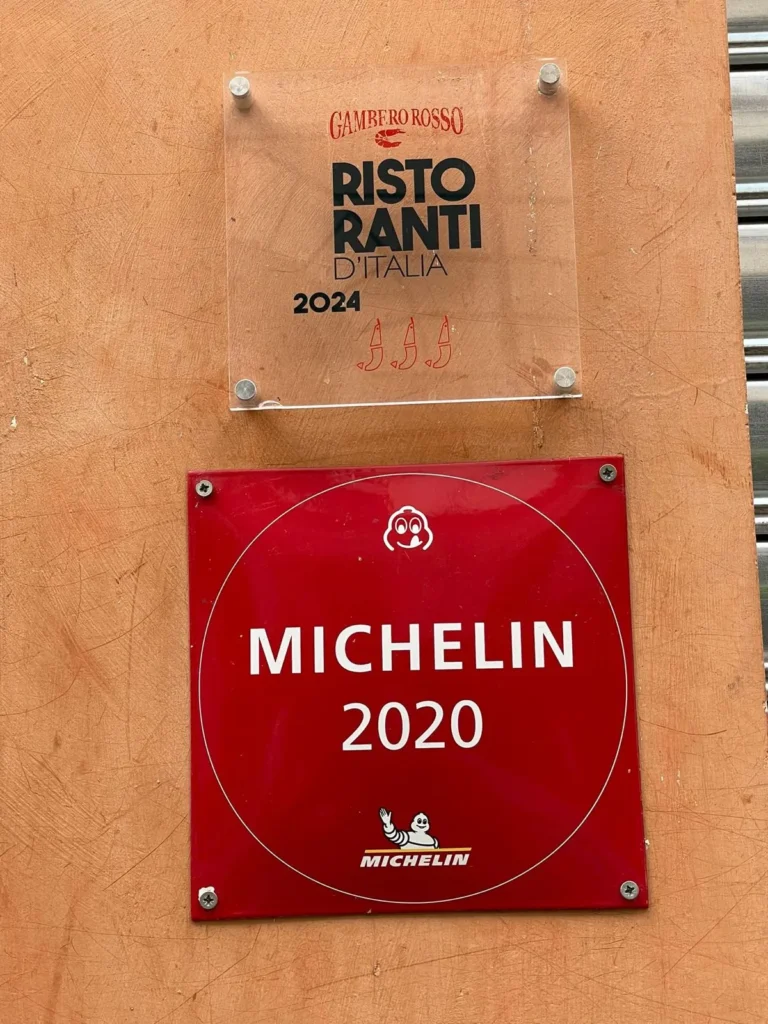 GAMBERO ROSSO
RISTO
RANTI
D'ITALIA
2024
MICHELIN
2020
MICHELIN